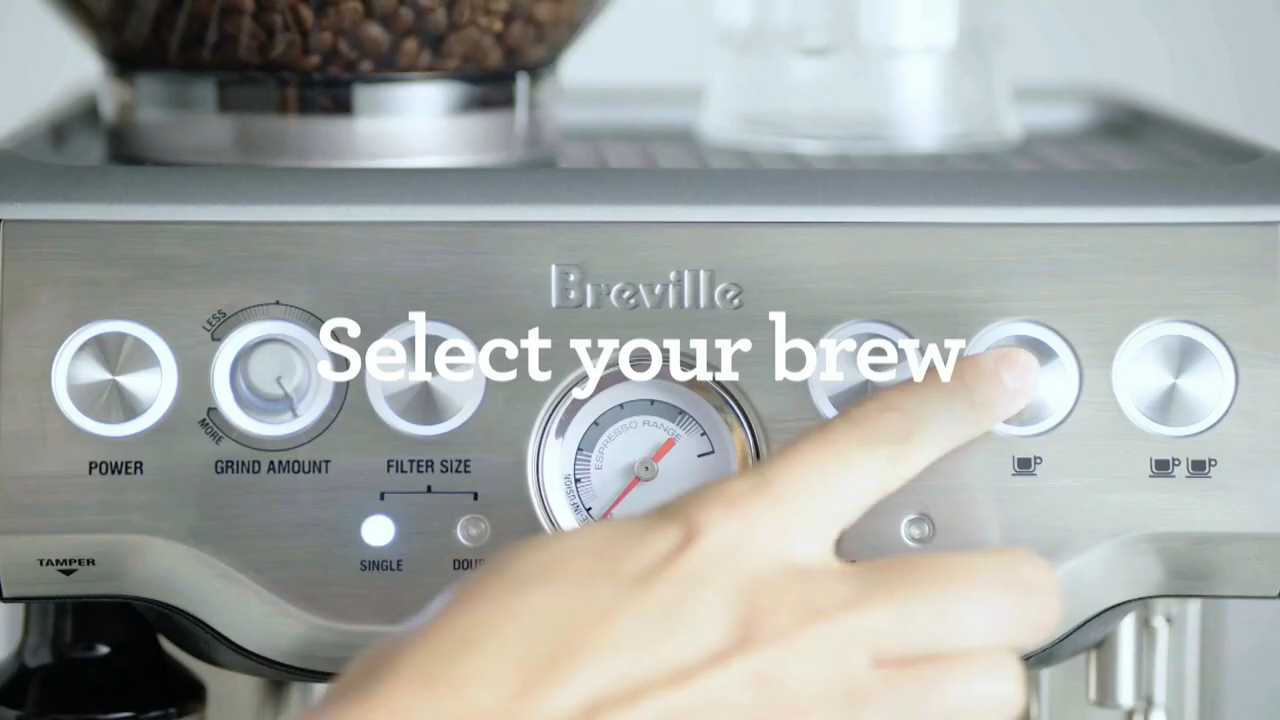 Breville
Select your brew
LESS
MORE
ESPRESSO RANGE
POWER
GRIND AMOUNT
FILTER SIZE
SINGLE
TAMPER